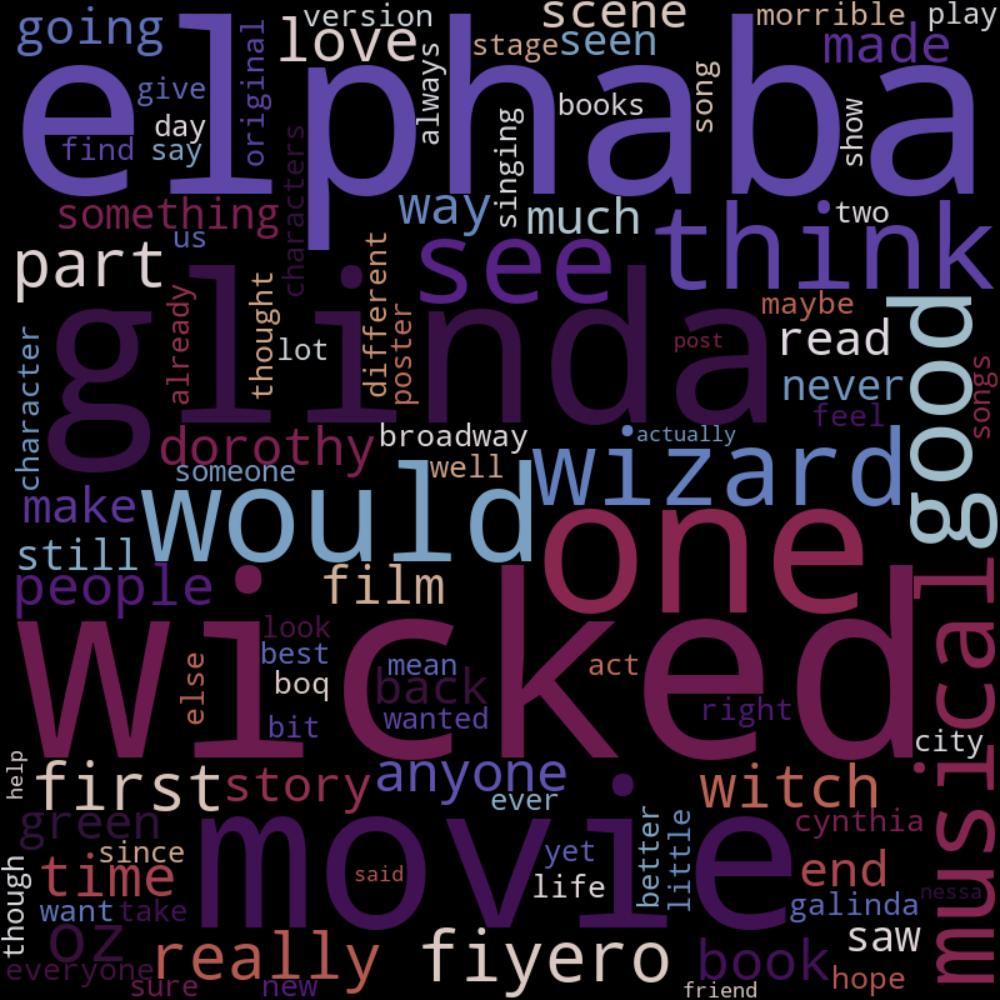 going
version
love
scene
morrible
play
stage
seen
made
elphaba
give
original
always
song
books
day
find
say
characters
singing
show
something
us
way
much
two
think
part
see
already
thought
different
poster
lot
glinda
post
maybe
read
good
never
songs
feel
character
dorothy
broadway
actually
someone
well
wizard
make
would
still
one
people
film
wicked
look
best
else
boq
mean
back
act
bit
wanted
right
musical
city
help
first
story
anyone
witch
ever
green
movie
cynthia
since
better
little
though
time
said
yet
life
end
want
take
galinda
nessa
oz
really
fiyero
book
saw
everyone
sure
new
friend
hope